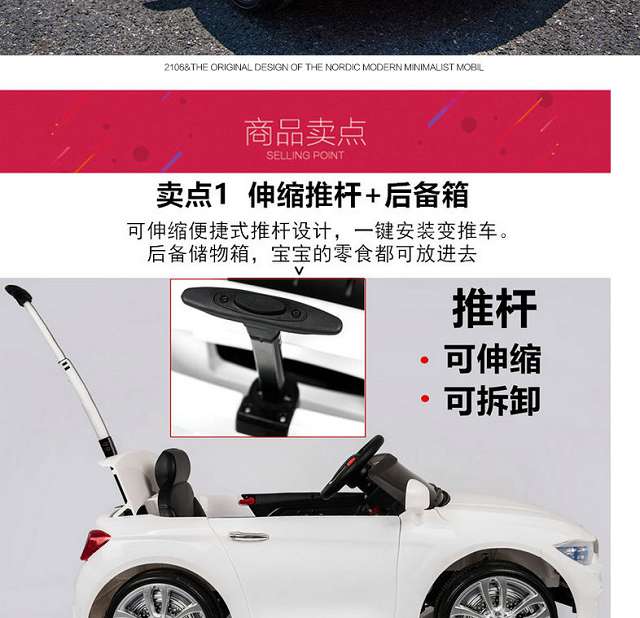 2106&THE ORIGINAL DESIGN OF THE NORDIC MODERN MINIMALIST MOBIL
商品卖点
SELLING POINT
卖点1 伸缩推杆+后备箱
可伸缩便捷式推杆设计，一键安装变推车。
后备储物箱，宝宝的零食都可放进去
推杆
• 可伸缩
• 可拆卸